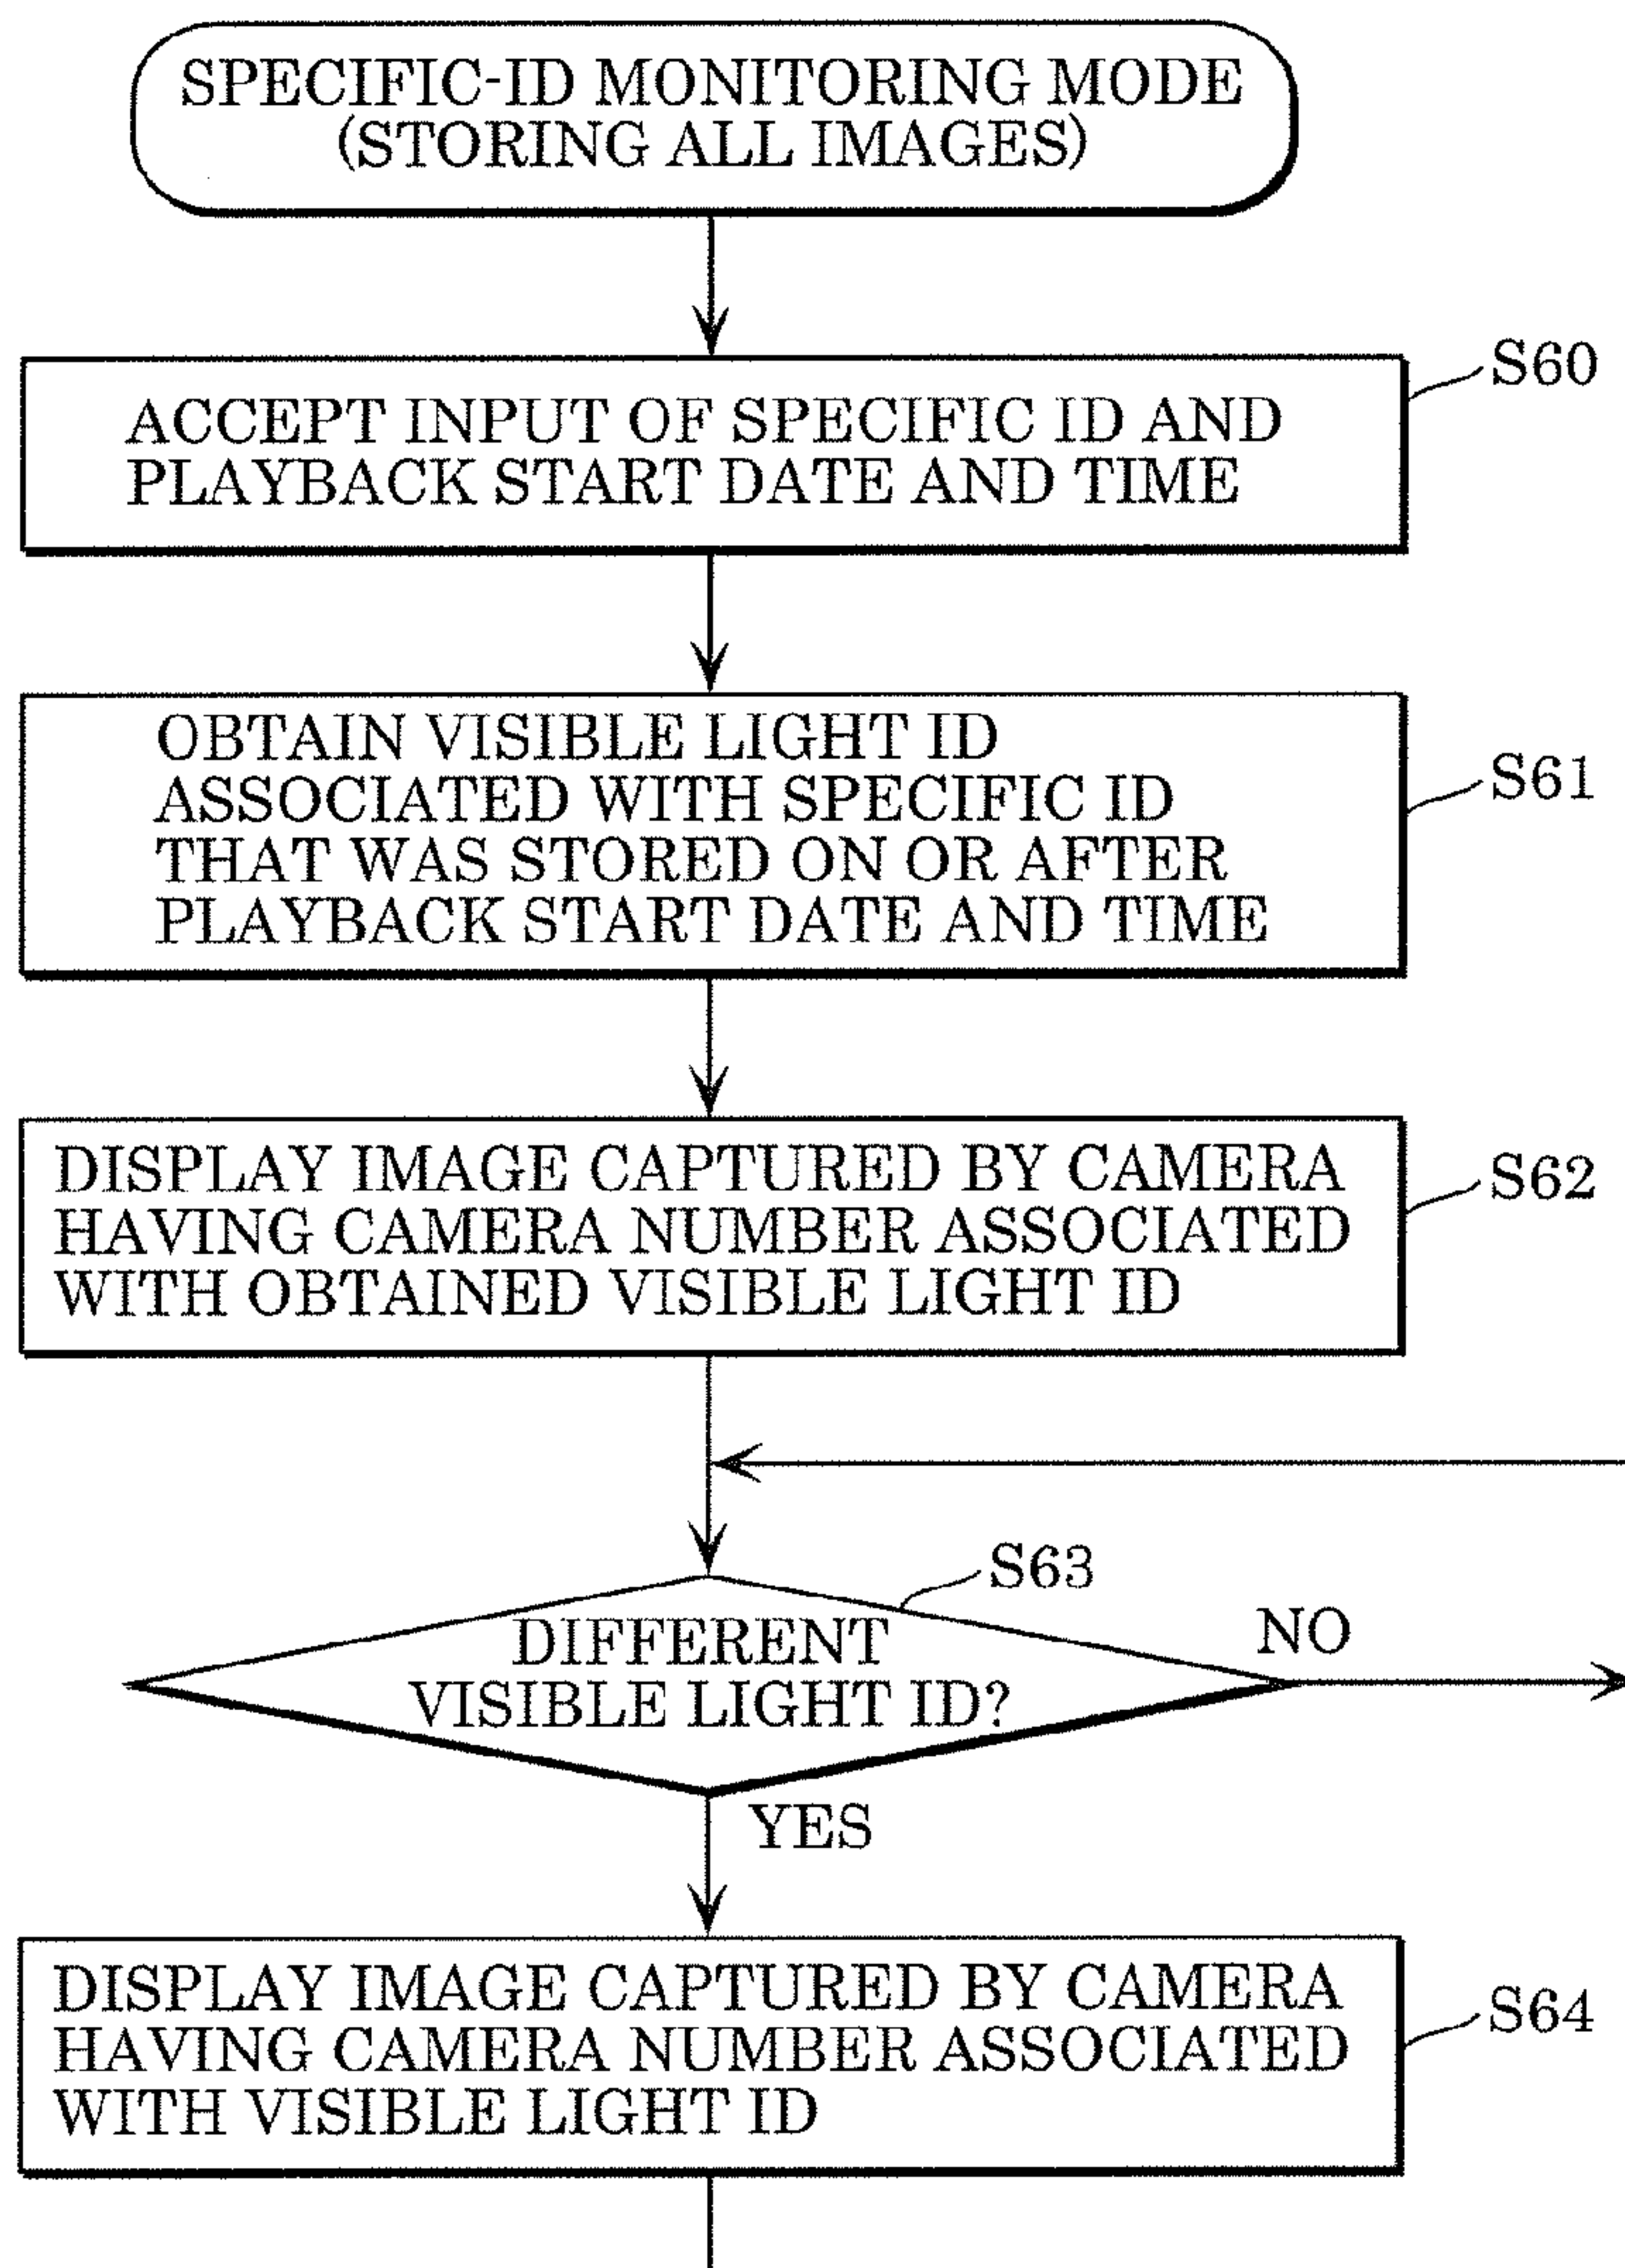 SPECIFIC-ID MONITORING MODE
(STORING ALL IMAGES)
S60
ACCEPT INPUT OF SPECIFIC ID AND
PLAYBACK START DATE AND TIME
S61
OBTAIN VISIBLE LIGHT ID
ASSOCIATED WITH SPECIFIC ID
THAT WAS STORED ON OR AFTER
PLAYBACK START DATE AND TIME
S62
DISPLAY IMAGE CAPTURED BY CAMERA
HAVING CAMERA NUMBER ASSOCIATED
WITH OBTAINED VISIBLE LIGHT ID
S63
DIFFERENT
VISIBLE LIGHT ID?
NO
YES
S64
DISPLAY IMAGE CAPTURED BY CAMERA
HAVING CAMERA NUMBER ASSOCIATED
WITH VISIBLE LIGHT ID